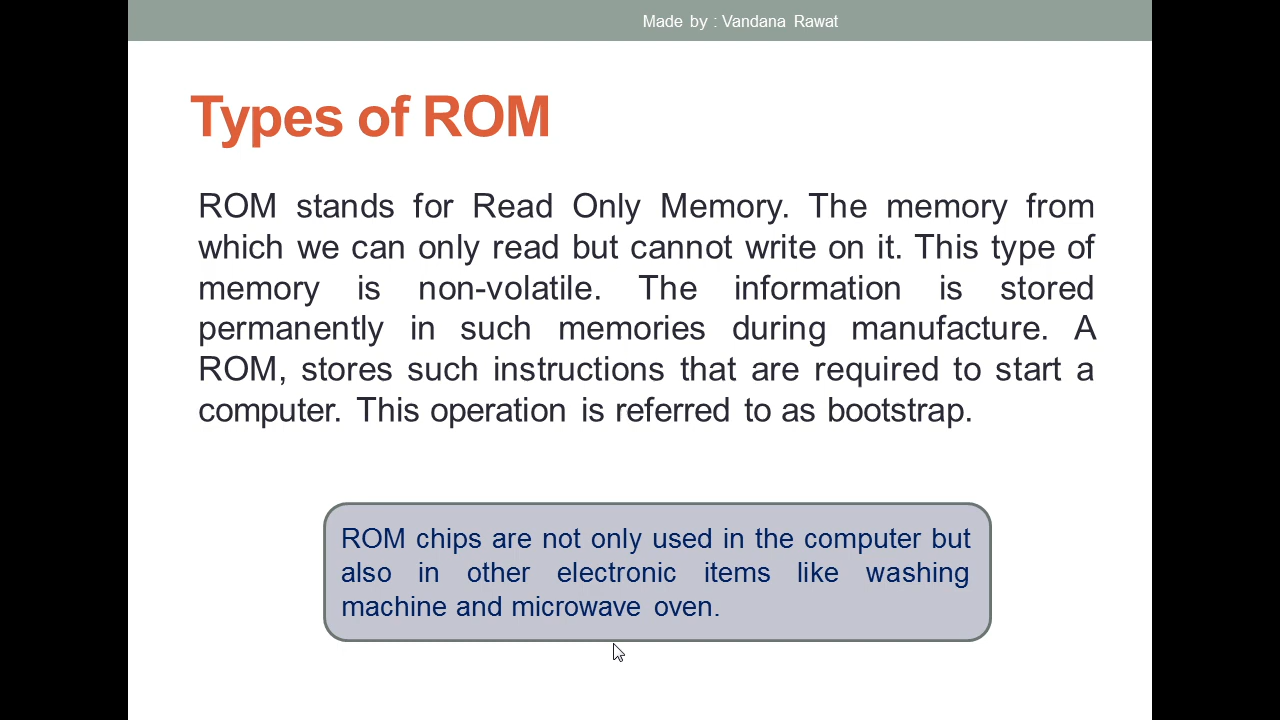 Made by : Vandana Rawat
Types of ROM
ROM stands for Read Only Memory. The memory from
which we can only read but cannot write on it. This type of
memory is non-volatile. The information is stored
permanently in such memories during manufacture. A
ROM, stores such instructions that are required to start a
computer. This operation is referred to as bootstrap.
ROM chips are not only used in the computer but
also in other electronic items like washing
machine and microwave oven.